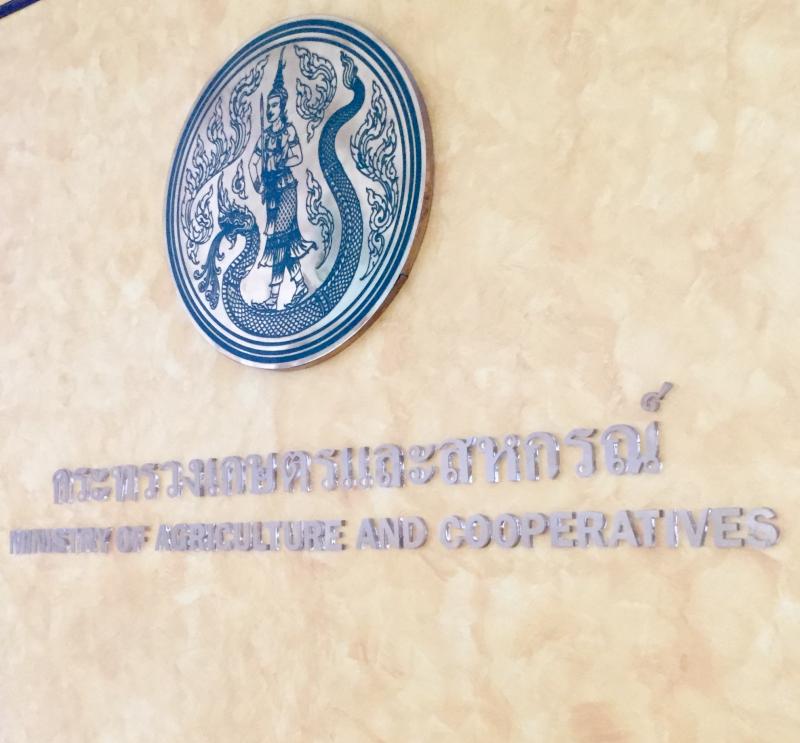 กระทรวงเกษตรและสหกรณ์
MINISTRY OF AGRICULTURE AND COOPERATIVES